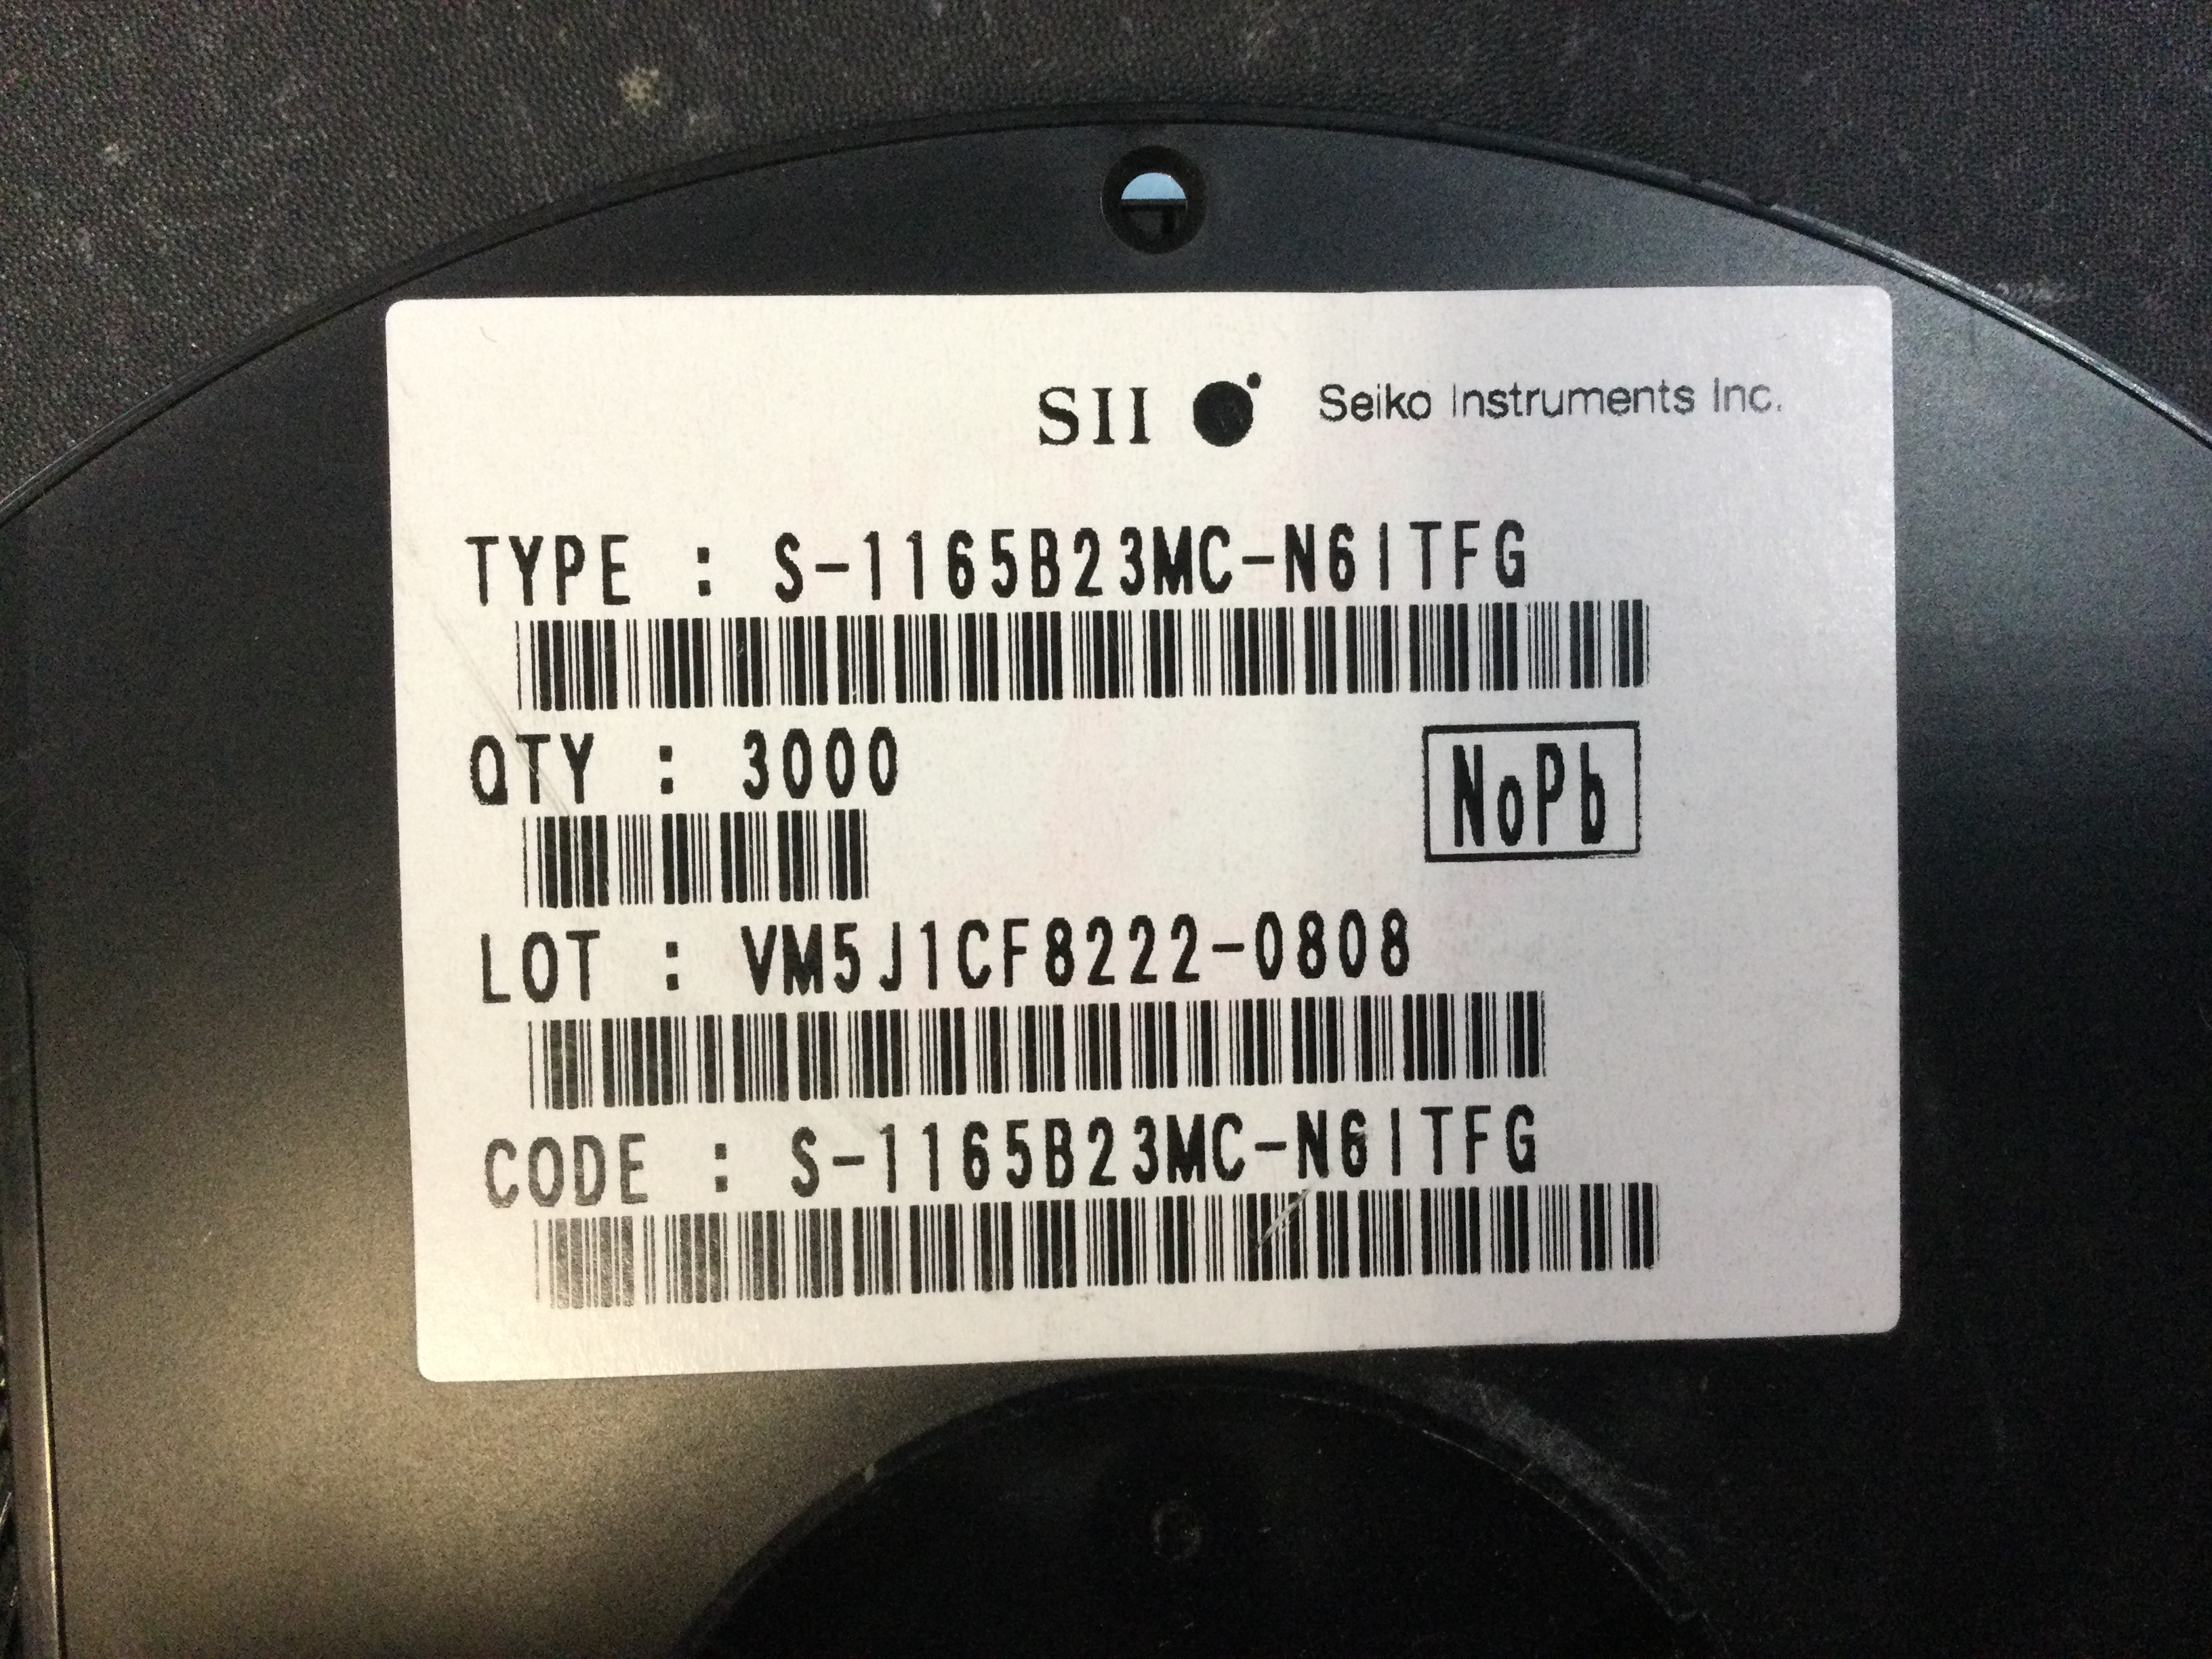 SII Seiko Instruments Inc.
TYPE : S-1165B23MC-N6ITFG
QTY : 3000
NoPb
LOT : VM5J1CF8222-0808
CODE : S-1165B23MC-N6ITFG